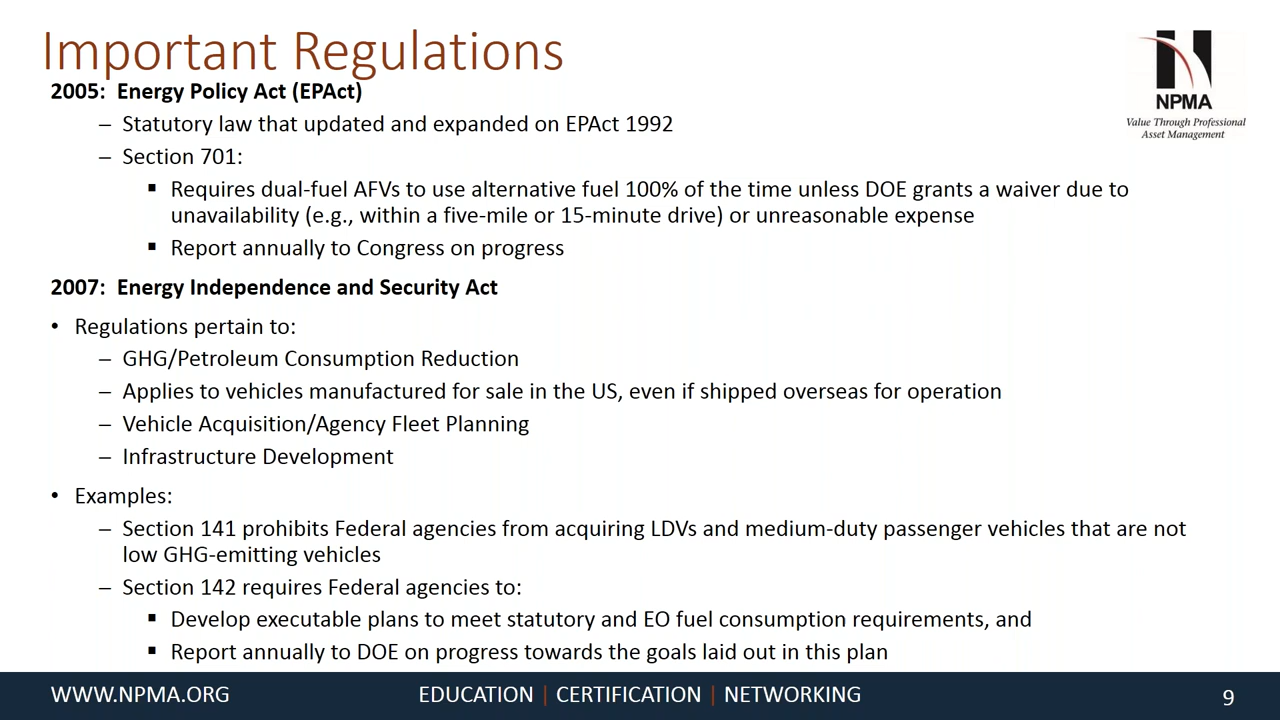 Important Regulations
NPMA
Value Through Professional
Asset Management
2005: Energy Policy Act (EPAct)
– Statutory law that updated and expanded on EPAct 1992
– Section 701:
▪ Requires dual-fuel AFVs to use alternative fuel 100% of the time unless DOE grants a waiver due to
unavailability (e.g., within a five-mile or 15-minute drive) or unreasonable expense
▪ Report annually to Congress on progress
2007: Energy Independence and Security Act
• Regulations pertain to:
– GHG/Petroleum Consumption Reduction
– Applies to vehicles manufactured for sale in the US, even if shipped overseas for operation
– Vehicle Acquisition/Agency Fleet Planning
– Infrastructure Development
• Examples:
– Section 141 prohibits Federal agencies from acquiring LDVs and medium-duty passenger vehicles that are not
low GHG-emitting vehicles
– Section 142 requires Federal agencies to:
▪ Develop executable plans to meet statutory and EO fuel consumption requirements, and
▪ Report annually to DOE on progress towards the goals laid out in this plan
WWW.NPMA.ORG EDUCATION | CERTIFICATION | NETWORKING 9